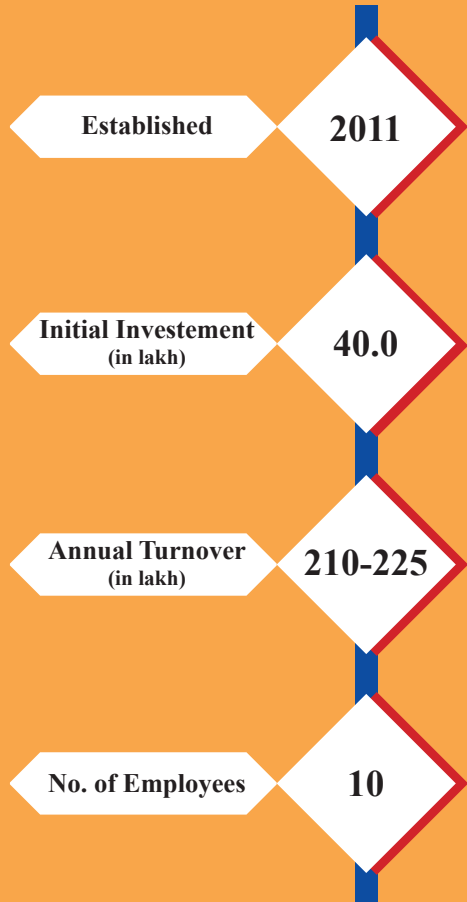 Established
2011
Initial Investement
(in lakh)
40.0
Annual Turnover
(in lakh)
210-225
No. of Employees
10